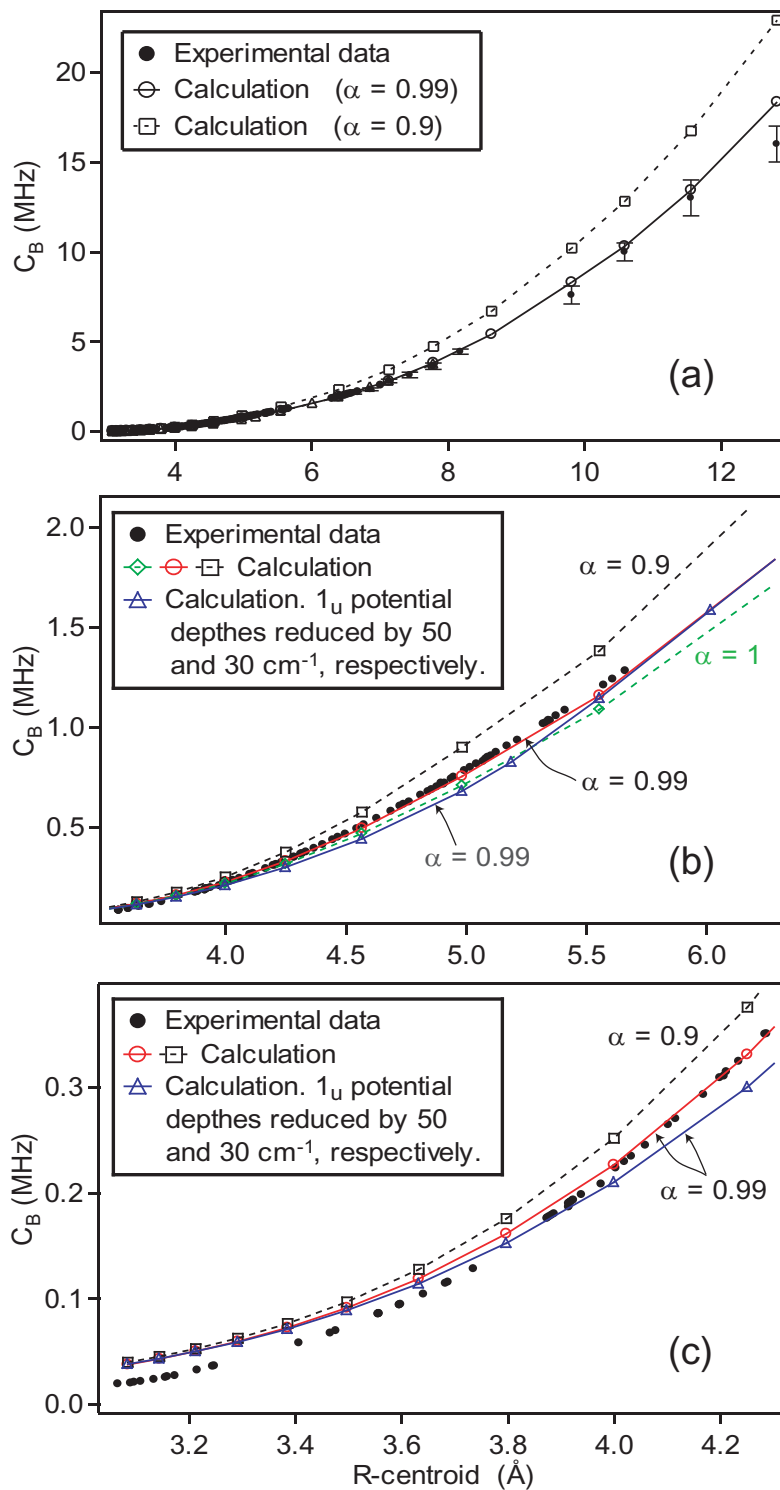 Experimental data
Calculation (α = 0.99)
Calculation (α = 0.9)
20
15
10
5
0
C_B (MHz)
(a)
4 6 8 10 12
Experimental data
Calculation
Calculation. 1_u potential
depthes reduced by 50
and 30 cm⁻¹, respectively.
α = 0.9
α = 1
α = 0.99
α = 0.99
2.0
1.5
1.0
0.5
C_B (MHz)
(b)
4.0 4.5 5.0 5.5 6.0
Experimental data
Calculation
Calculation. 1_u potential
depthes reduced by 50
and 30 cm⁻¹, respectively.
α = 0.9
α = 0.99
0.3
0.2
0.1
0.0
C_B (MHz)
(c)
3.2 3.4 3.6 3.8 4.0 4.2
R-centroid (Å)